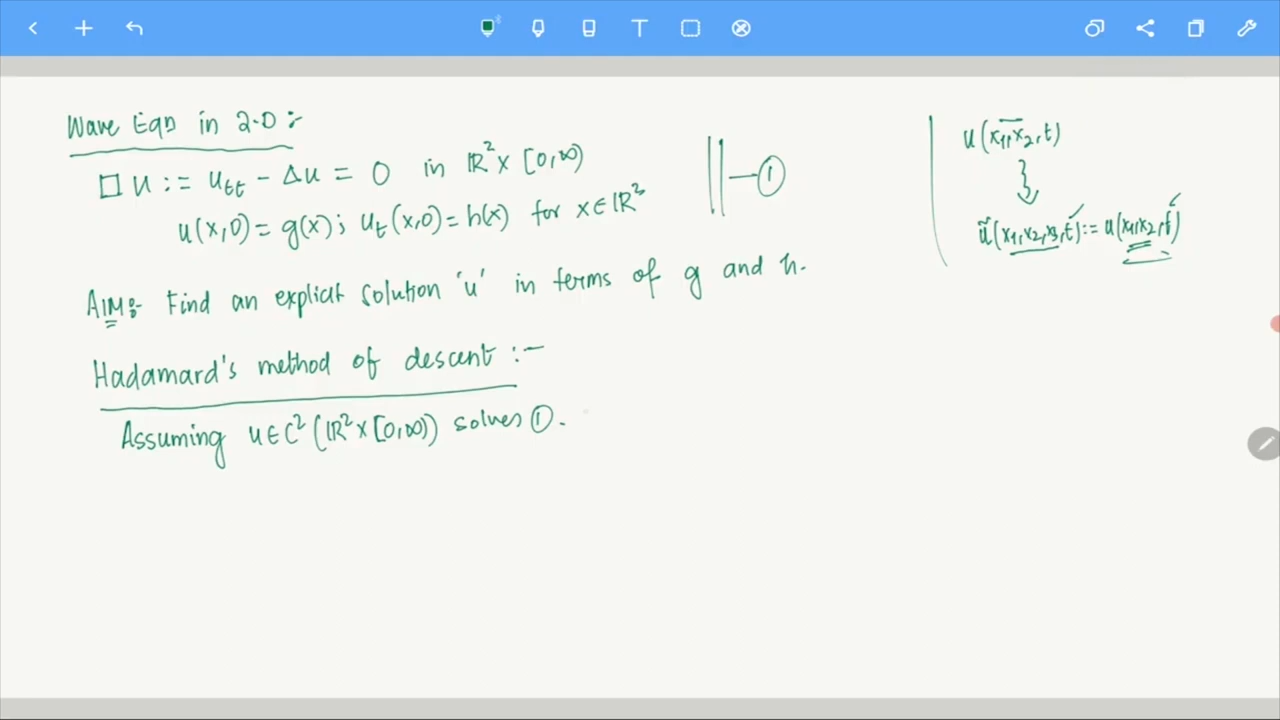 Wave Eqn in 2-D :-
□ u := u_tt - Δu = 0 in ℝ² × [0,∞)
u(x,0) = g(x); u_t(x,0) = h(x) for x∈ℝ²
①
AIM:- Find an explicit solution 'u' in terms of g and h.
Hadamard's method of descent :-
Assuming u∈C²(ℝ²×[0,∞)) solves ①.
u(x₁,x₂,t)
ũ(x₁,x₂,x₃,t) := u(x₁,x₂,t)
T